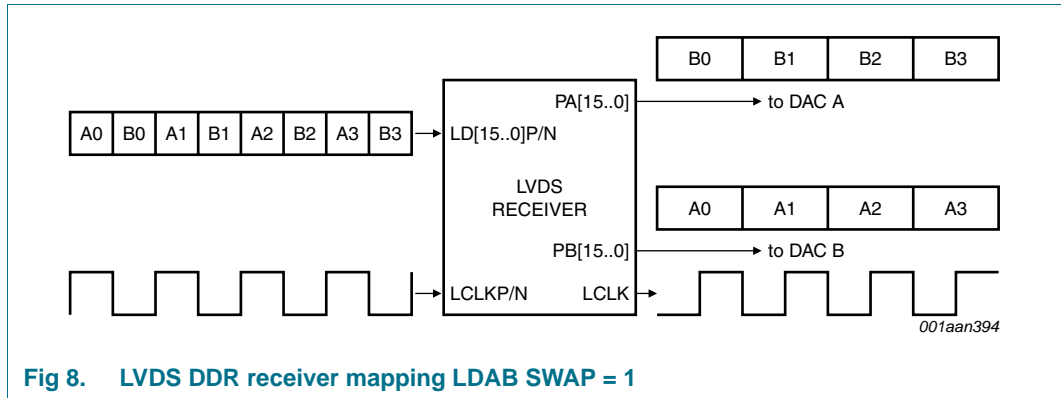 B0 B1 B2 B3
PA[15..0] to DAC A
A0 B0 A1 B1 A2 B2 A3 B3 LD[15..0]P/N
LVDS
RECEIVER
A0 A1 A2 A3
PB[15..0] to DAC B
LCLKP/N LCLK
001aan394
Fig 8. LVDS DDR receiver mapping LDAB SWAP = 1